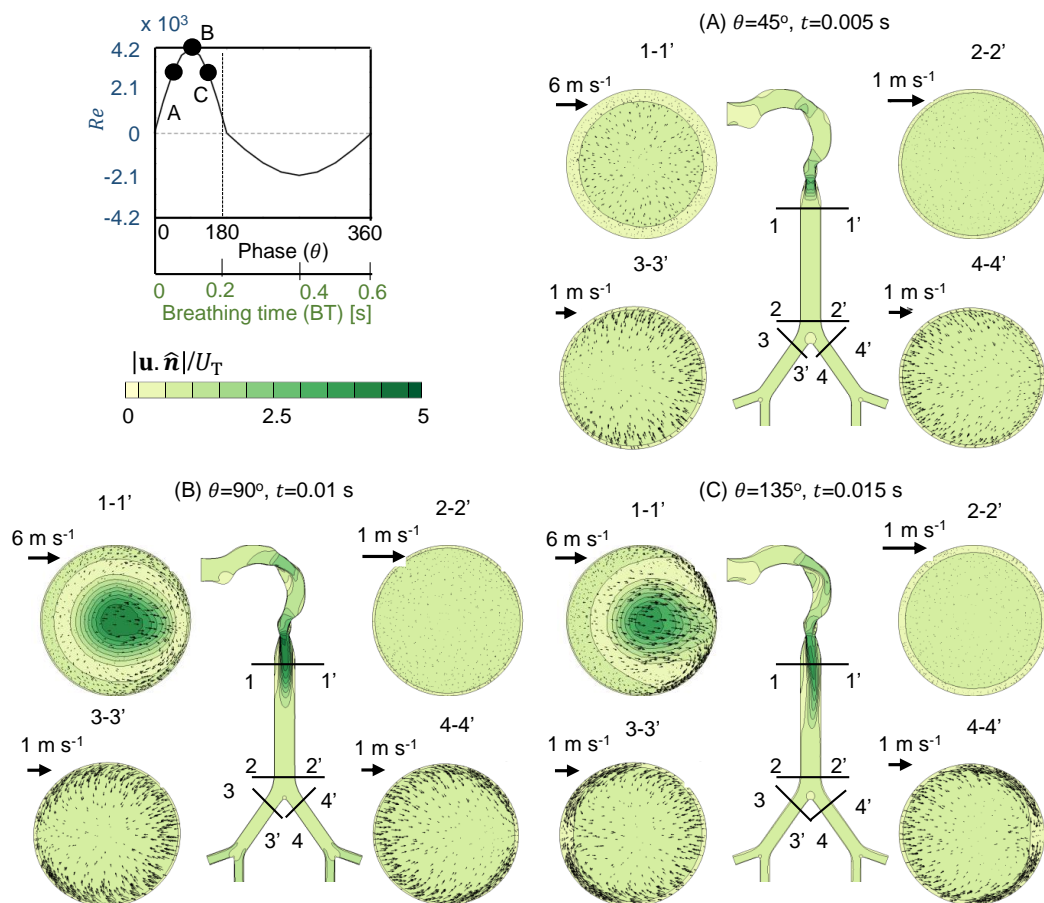 x 10³
B
4.2
2.1
A
C
Re
0
-2.1
-4.2
0
180
360
Phase (θ)
0
0.2
0.4
0.6
Breathing time (BT) [s]
|u. n̂|/U_T
0
2.5
5
(A) θ=45º, t=0.005 s
1-1’
2-2’
6 m s⁻¹
1 m s⁻¹
1
1’
3-3’
4-4’
1 m s⁻¹
1 m s⁻¹
2
2’
3
4’
3’
4
(B) θ=90º, t=0.01 s
1-1’
2-2’
6 m s⁻¹
1 m s⁻¹
1
1’
3-3’
4-4’
1 m s⁻¹
1 m s⁻¹
2
2’
3
4’
3’
4
(C) θ=135º, t=0.015 s
1-1’
2-2’
6 m s⁻¹
1 m s⁻¹
1
1’
3-3’
4-4’
1 m s⁻¹
1 m s⁻¹
2
2’
3
4’
3’
4